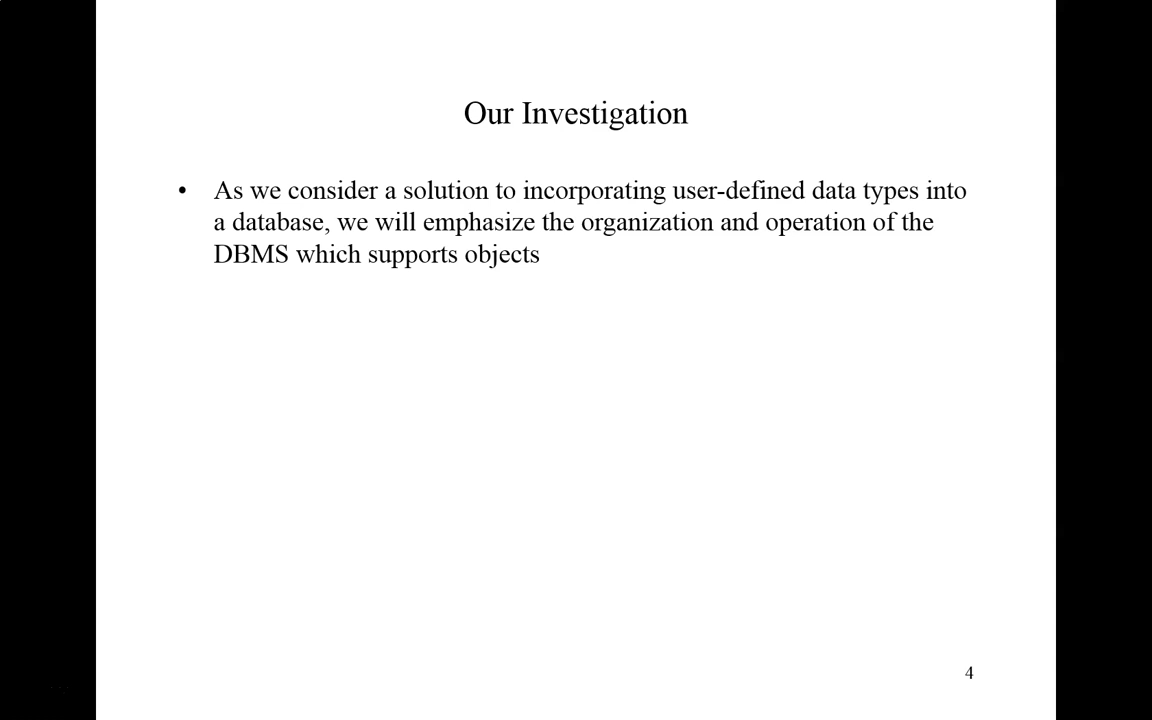 Our Investigation
• As we consider a solution to incorporating user-defined data types into
a database, we will emphasize the organization and operation of the
DBMS which supports objects
4